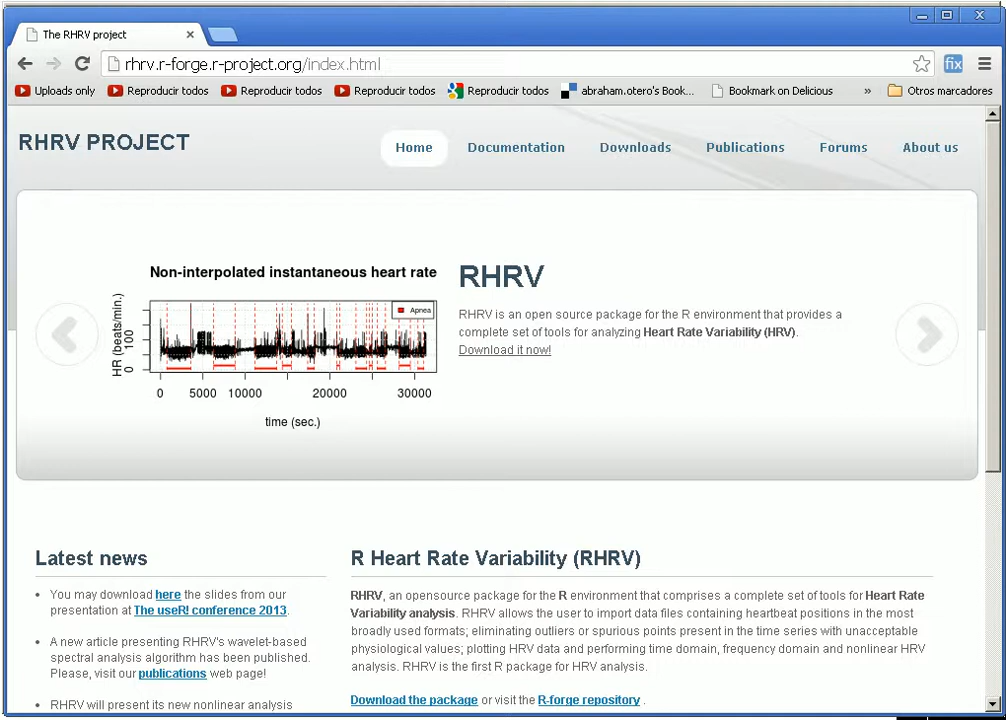 The RHRV project
rhrv.r-forge.r-project.org/index.html
fix
Uploads only Reproducir todos Reproducir todos Reproducir todos Reproducir todos abraham.otero's Book... Bookmark on Delicious » Otros marcadores
RHRV PROJECT
Home Documentation Downloads Publications Forums About us
Non-interpolated instantaneous heart rate
Apnea
HR (beats/min.)
0 100
0 5000 10000 20000 30000
time (sec.)
RHRV
RHRV is an open source package for the R environment that provides a
complete set of tools for analyzing Heart Rate Variability (HRV).
Download it now!
Latest news
• You may download here the slides from our
presentation at The useR! conference 2013.
• A new article presenting RHRV's wavelet-based
spectral analysis algorithm has been published.
Please, visit our publications web page!
• RHRV will present its new nonlinear analysis
R Heart Rate Variability (RHRV)
RHRV, an opensource package for the R environment that comprises a complete set of tools for Heart Rate
Variability analysis. RHRV allows the user to import data files containing heartbeat positions in the most
broadly used formats; eliminating outliers or spurious points present in the time series with unacceptable
physiological values; plotting HRV data and performing time domain, frequency domain and nonlinear HRV
analysis. RHRV is the first R package for HRV analysis.
Download the package or visit the R-forge repository .